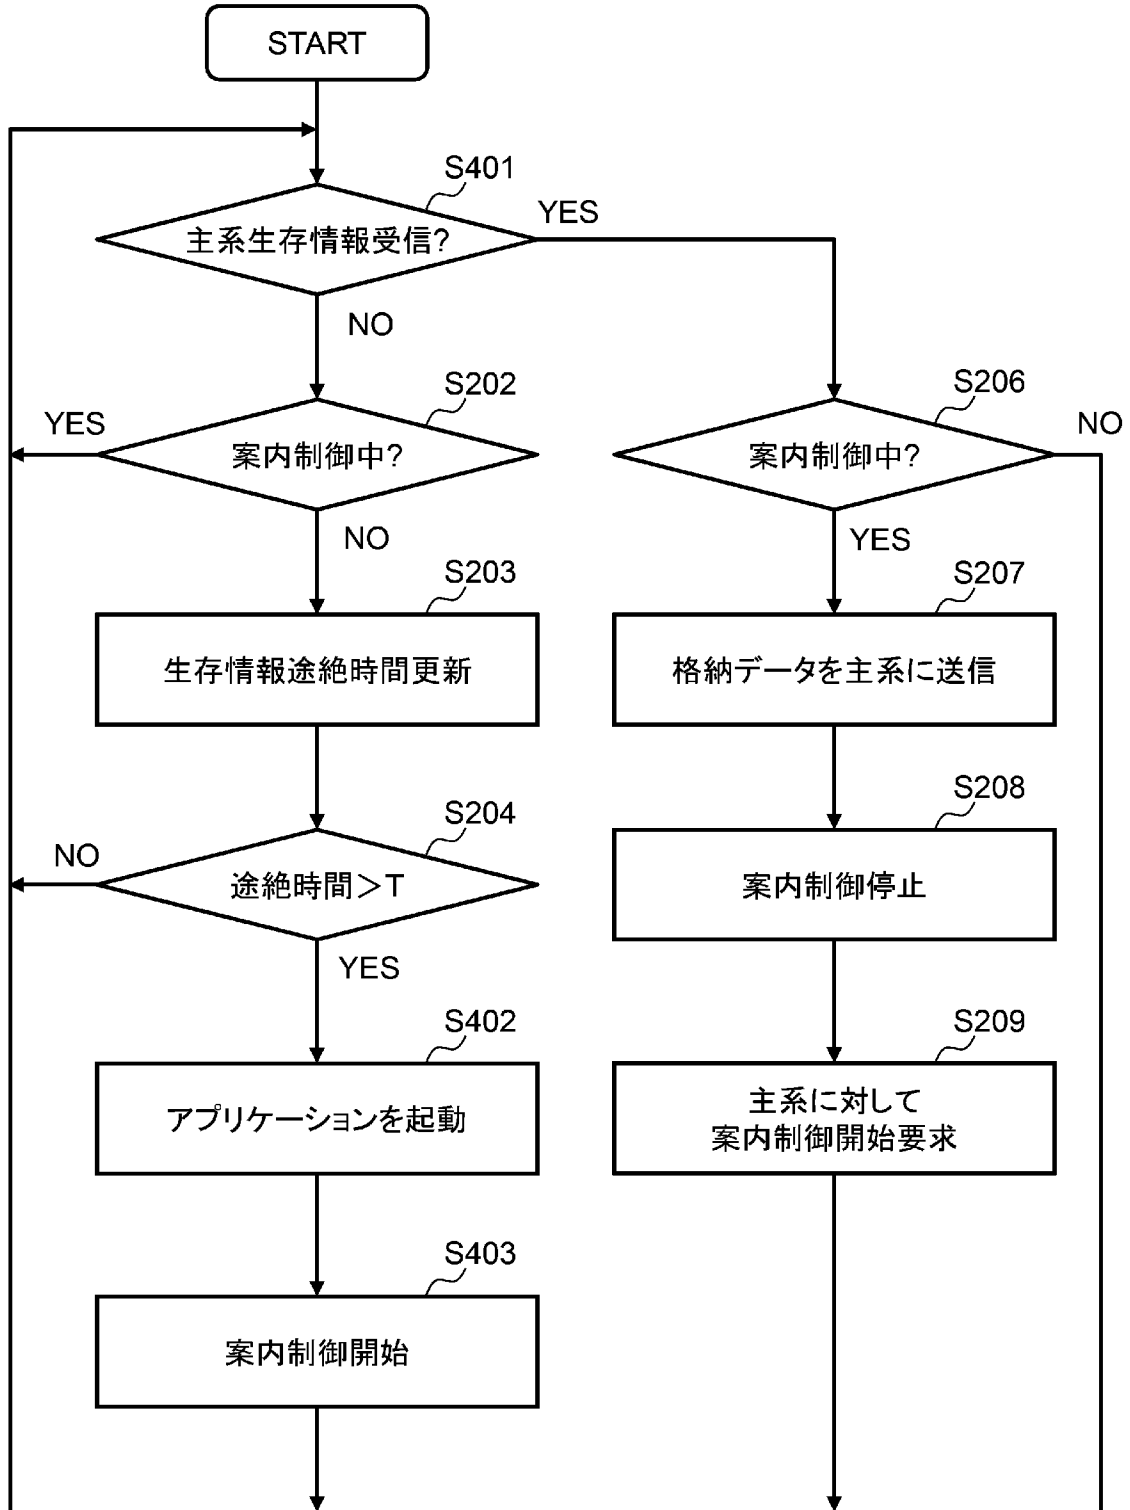 START
S401
主系生存情報受信?
YES
NO
S202
案内制御中?
YES
NO
S206
案内制御中?
NO
YES
S203
生存情報途絶時間更新
S207
格納データを主系に送信
S204
途絶時間＞T
NO
YES
S208
案内制御停止
S402
アプリケーションを起動
S209
主系に対して
案内制御開始要求
S403
案内制御開始